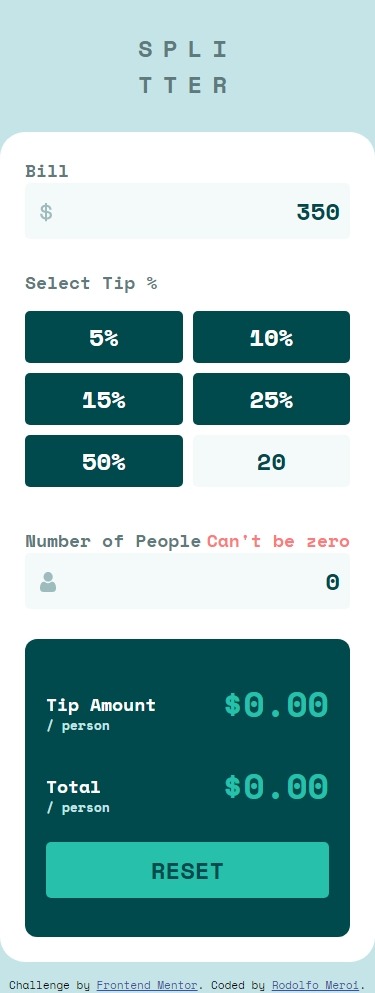 SPLI
TTER
Bill
$ 350
Select Tip %
5% 10%
15% 25%
50% 20
Number of People Can't be zero
0
Tip Amount $0.00
/ person
Total $0.00
/ person
RESET
Challenge by Frontend Mentor. Coded by Rodolfo Meroi.